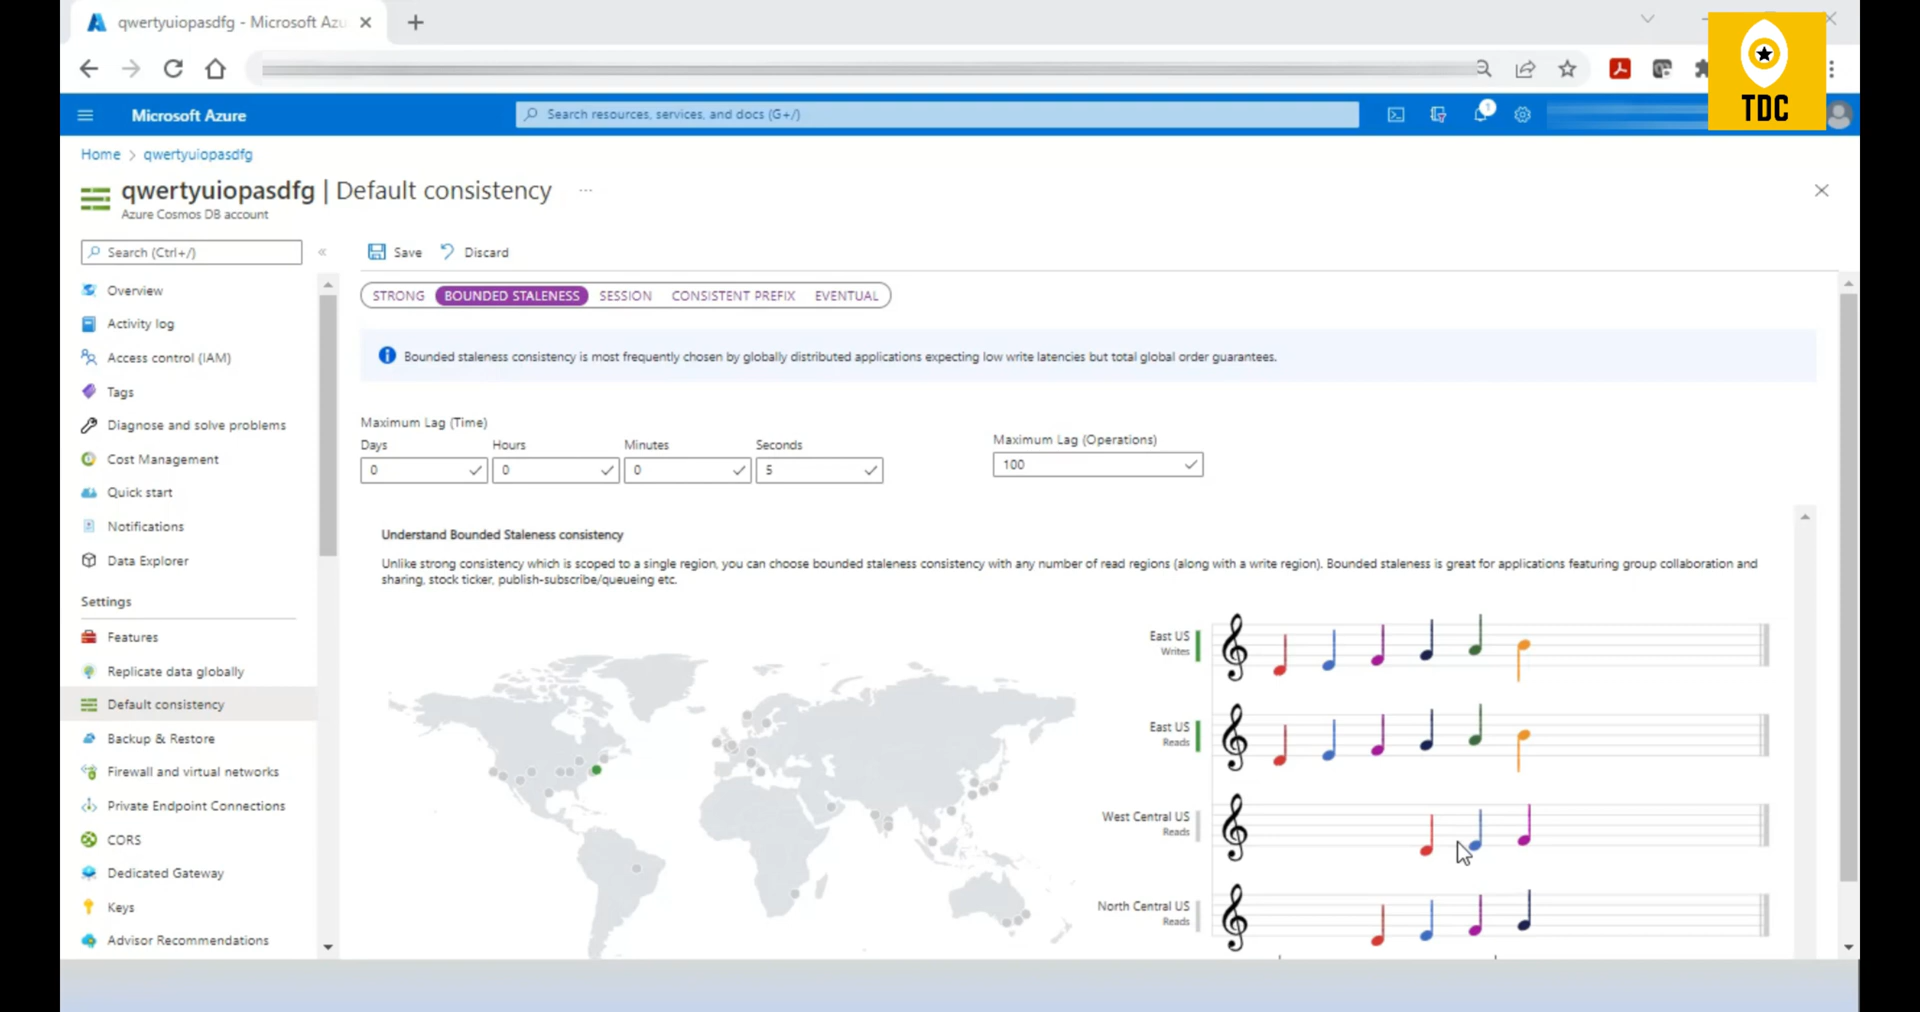 qwertyuiopasdfg - Microsoft Azu
TDC
Microsoft Azure
Search resources, services, and docs (G+/)
1
Home > qwertyuiopasdfg
qwertyuiopasdfg | Default consistency ...
Azure Cosmos DB account
Search (Ctrl+/)
«
Save
Discard
Overview
Activity log
Access control (IAM)
Tags
Diagnose and solve problems
Cost Management
Quick start
Notifications
Data Explorer
Settings
Features
Replicate data globally
Default consistency
Backup & Restore
Firewall and virtual networks
Private Endpoint Connections
CORS
Dedicated Gateway
Keys
Advisor Recommendations
STRONG BOUNDED STALENESS SESSION CONSISTENT PREFIX EVENTUAL
Bounded staleness consistency is most frequently chosen by globally distributed applications expecting low write latencies but total global order guarantees.
Maximum Lag (Time)
Days Hours Minutes Seconds
0 0 0 5
Maximum Lag (Operations)
100
Understand Bounded Staleness consistency
Unlike strong consistency which is scoped to a single region, you can choose bounded staleness consistency with any number of read regions (along with a write region). Bounded staleness is great for applications featuring group collaboration and
sharing, stock ticker, publish-subscribe/queueing etc.
East US
Writes
East US
Reads
West Central US
Reads
North Central US
Reads